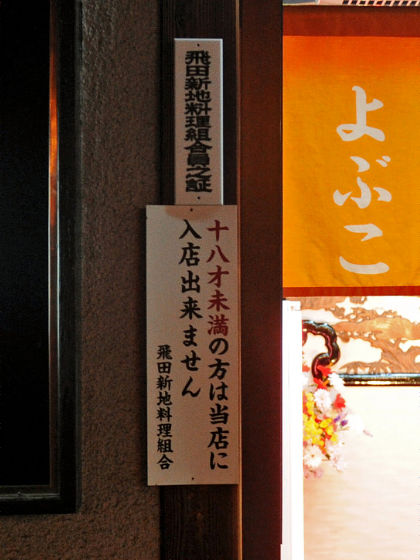 飛田新地料理組合員之証
十八才未満の方は当店に
入店出来ません
飛田新地料理組合
よぶこ